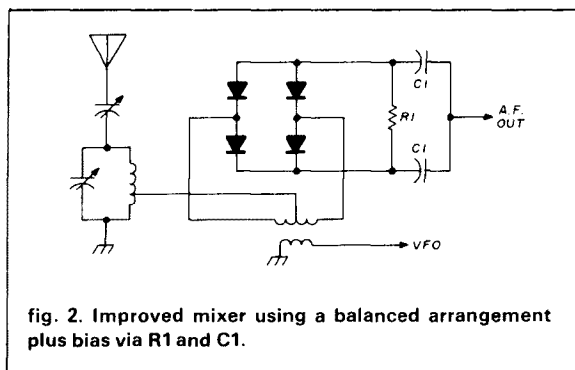 C1
R1
A.F.
OUT
C1
VFO
fig. 2. Improved mixer using a balanced arrangement
plus bias via R1 and C1.